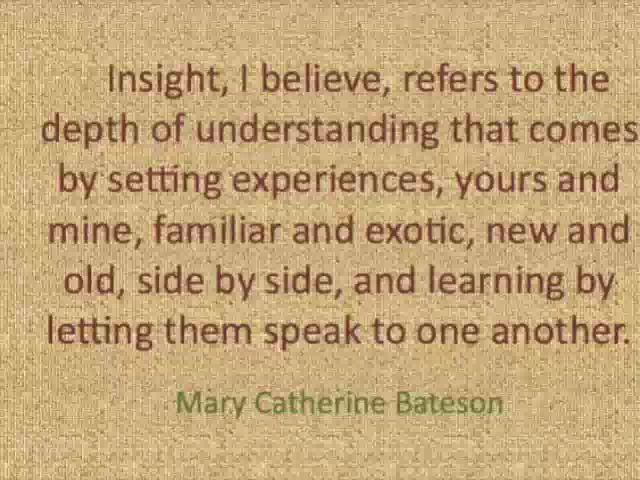 Insight, I believe, refers to the
depth of understanding that comes
by setting experiences, yours and
mine, familiar and exotic, new and
old, side by side, and learning by
letting them speak to one another.
Mary Catherine Bateson